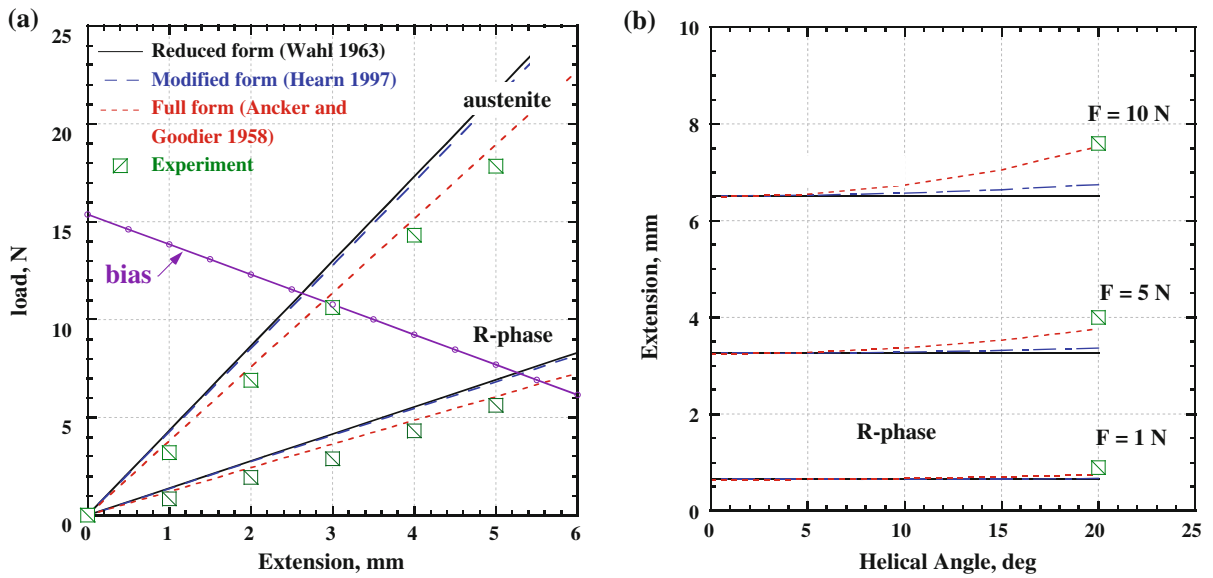 (a)
25
20
15
10
5
0
load, N
Reduced form (Wahl 1963)
Modified form (Hearn 1997)
Full form (Ancker and
Goodier 1958)
Experiment
austenite
bias
R-phase
0 1 2 3 4 5 6
Extension, mm
(b)
10
8
6
4
2
0
Extension, mm
F = 10 N
F = 5 N
R-phase
F = 1 N
0 5 10 15 20 25
Helical Angle, deg